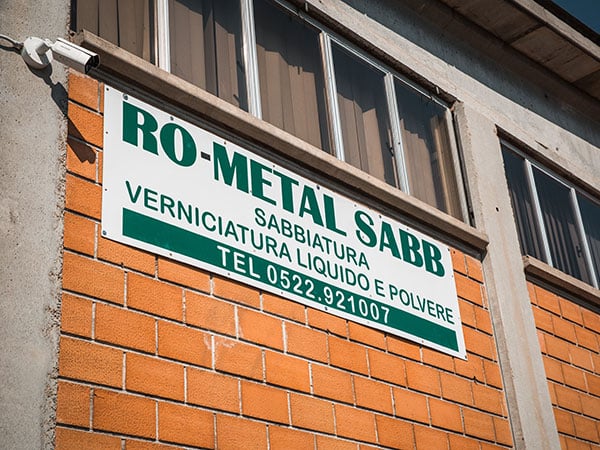 RO-METAL SABB
SABBIATURA
VERNICIATURA LIQUIDO E POLVERE
TEL 0522.921007